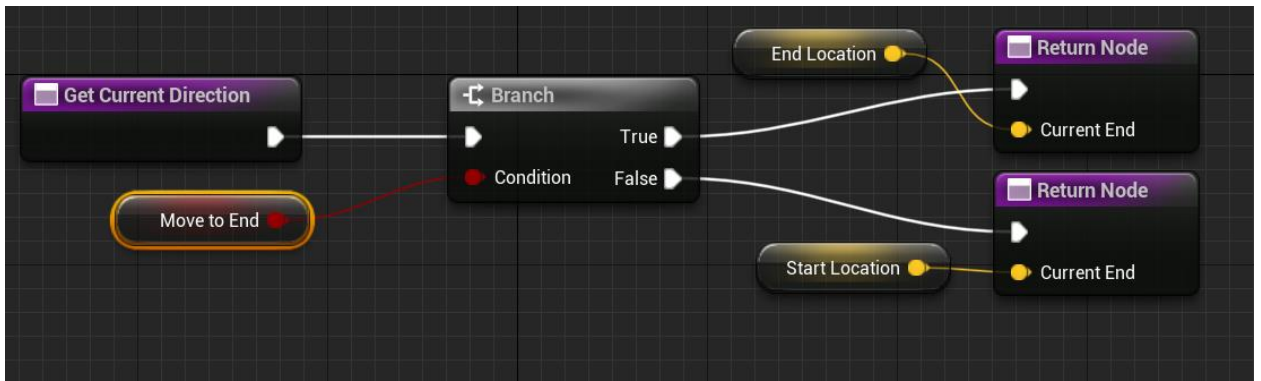 Get Current Direction
Move to End
Branch
True
Condition
False
End Location
Return Node
Current End
Start Location
Return Node
Current End